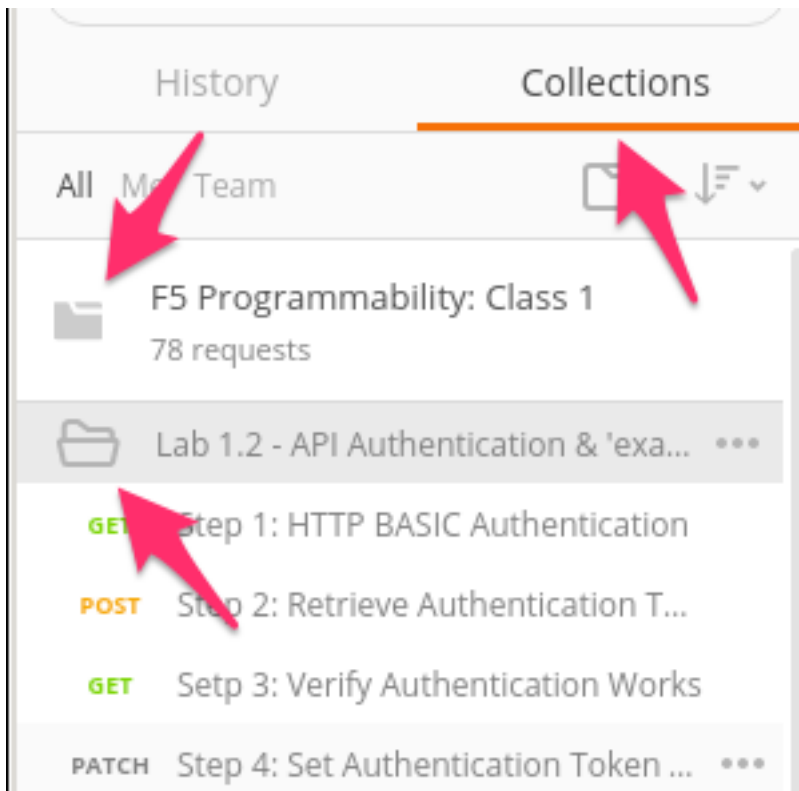 History Collections
All Me Team
F5 Programmability: Class 1
78 requests
Lab 1.2 - API Authentication & 'exa... •••
GET Step 1: HTTP BASIC Authentication
POST Step 2: Retrieve Authentication T...
GET Setp 3: Verify Authentication Works
PATCH Step 4: Set Authentication Token ... •••